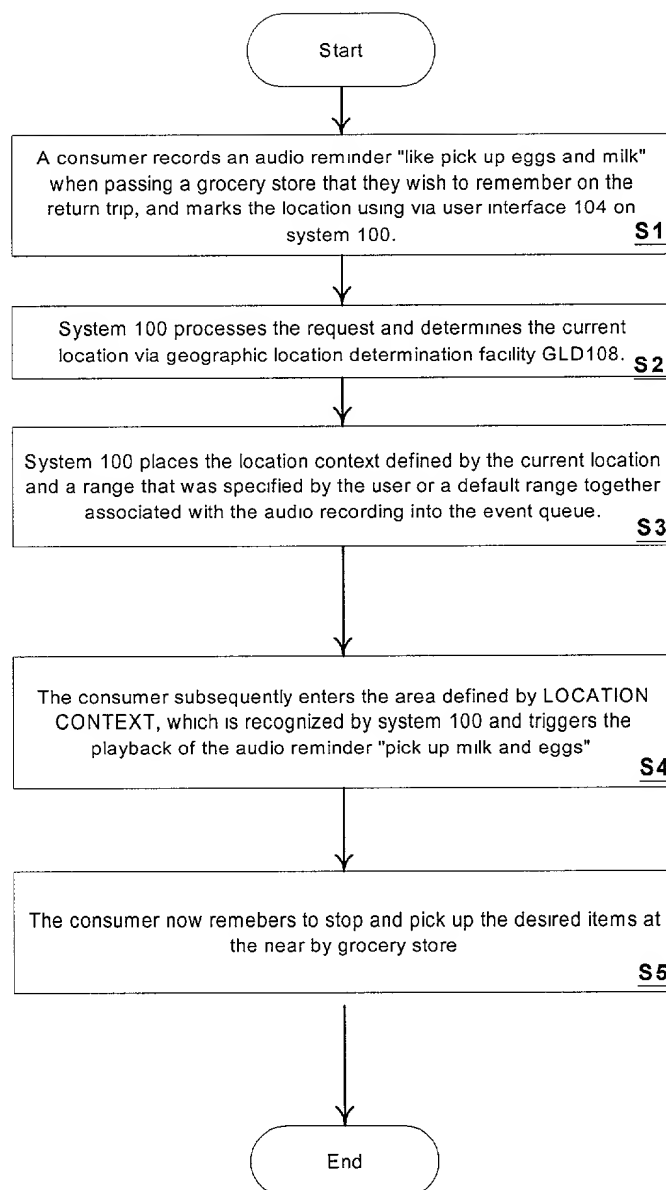 Start
A consumer records an audio reminder "like pick up eggs and milk"
when passing a grocery store that they wish to remember on the
return trip, and marks the location using via user interface 104 on
system 100.
S1
System 100 processes the request and determines the current
location via geographic location determination facility GLD108.
S2
System 100 places the location context defined by the current location
and a range that was specified by the user or a default range together
associated with the audio recording into the event queue.
S3
The consumer subsequently enters the area defined by LOCATION
CONTEXT, which is recognized by system 100 and triggers the
playback of the audio reminder "pick up milk and eggs"
S4
The consumer now remebers to stop and pick up the desired items at
the near by grocery store
S5
End